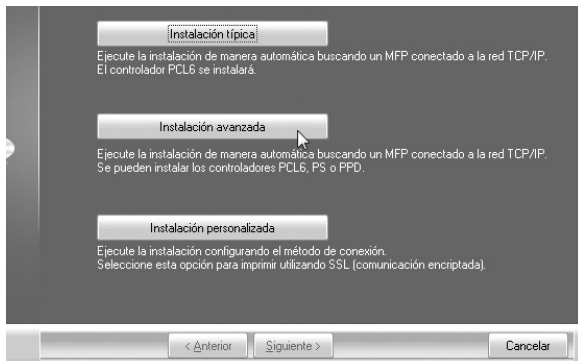 Instalación típica
Ejecute la instalación de manera automática buscando un MFP conectado a la red TCP/IP.
El controlador PCL6 se instalará.
Instalación avanzada
Ejecute la instalación de manera automática buscando un MFP conectado a la red TCP/IP.
Se pueden instalar los controladores PCL6, PS o PPD.
Instalación personalizada
Ejecute la instalación configurando el método de conexión.
Seleccione esta opción para imprimir utilizando SSL (comunicación encriptada).
< Anterior Siguiente > Cancelar